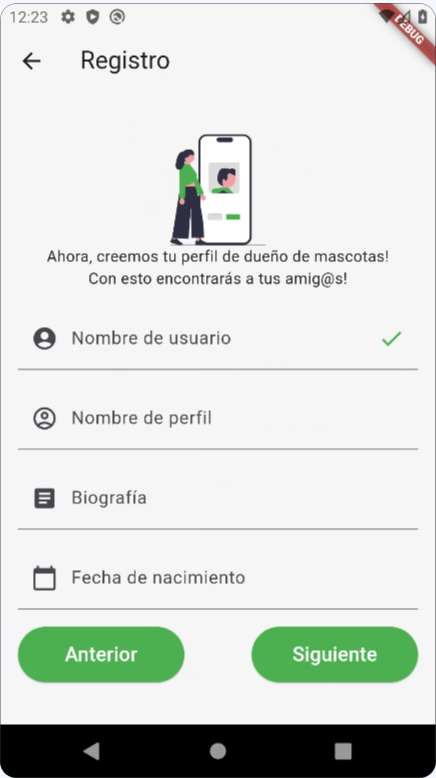 12:23
DEBUG
Registro
Ahora, creemos tu perfil de dueño de mascotas!
Con esto encontrarás a tus amig@s!
Nombre de usuario
Nombre de perfil
Biografía
Fecha de nacimiento
Anterior
Siguiente